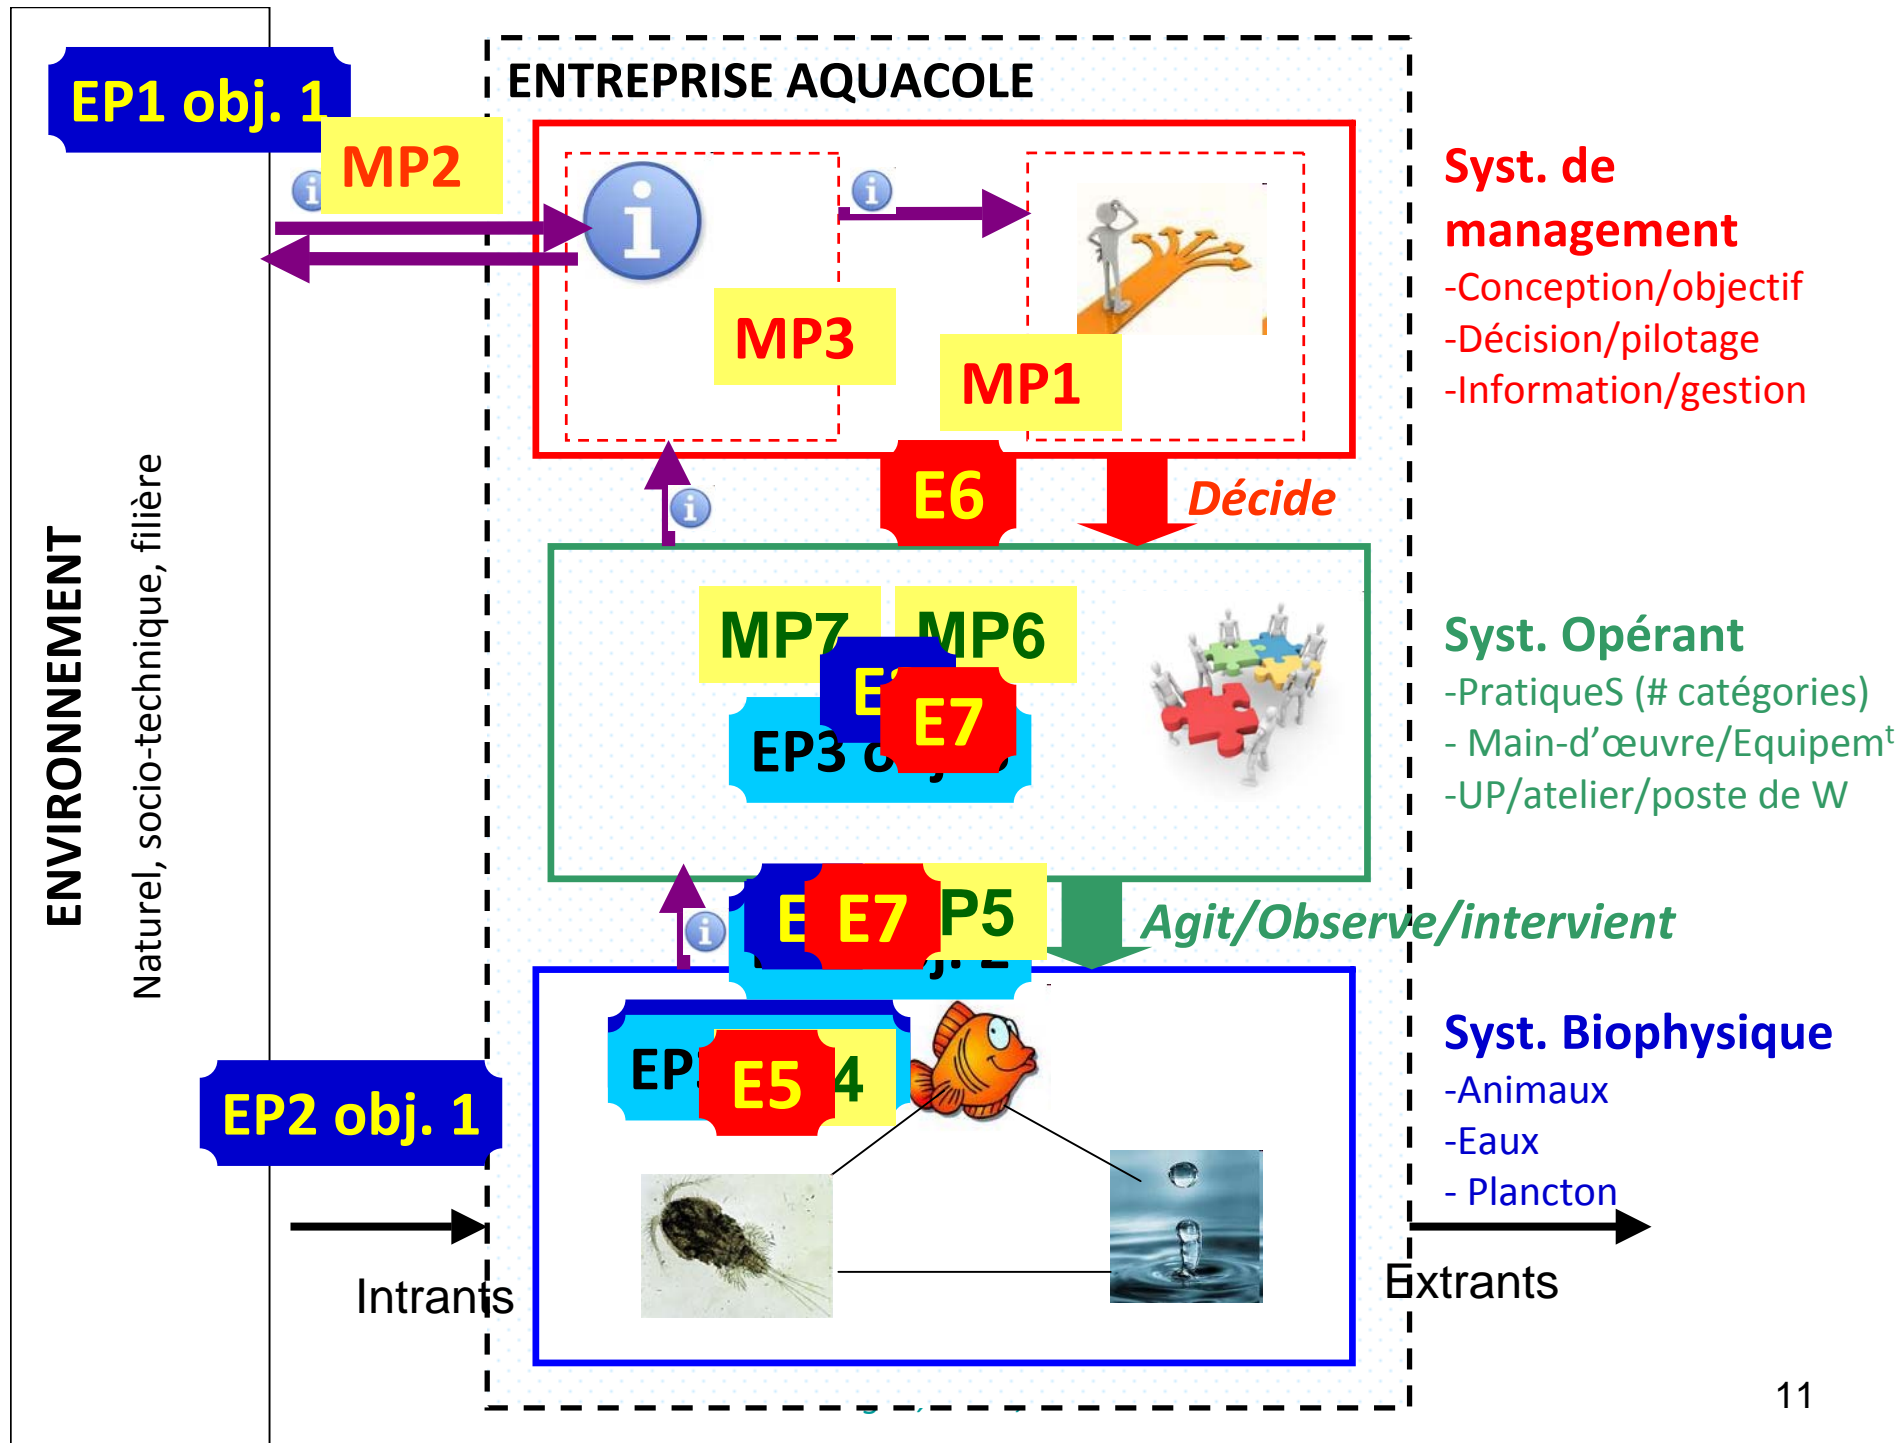 EP1 obj. 1
ENTREPRISE AQUACOLE
MP2
MP3
MP1
Syst. de
management
-Conception/objectif
-Décision/pilotage
-Information/gestion
E6
Décide
ENVIRONNEMENT
Naturel, socio-technique, filière
MP7
MP6
E7
EP3
Syst. Opérant
-PratiqueS (# catégories)
- Main-d'œuvre/Equipemᵗ
-UP/atelier/poste de W
E7
P5
Agit/Observe/intervient
E5
4
EP2 obj. 1
Syst. Biophysique
-Animaux
-Eaux
- Plancton
Intrants
Extrants
11